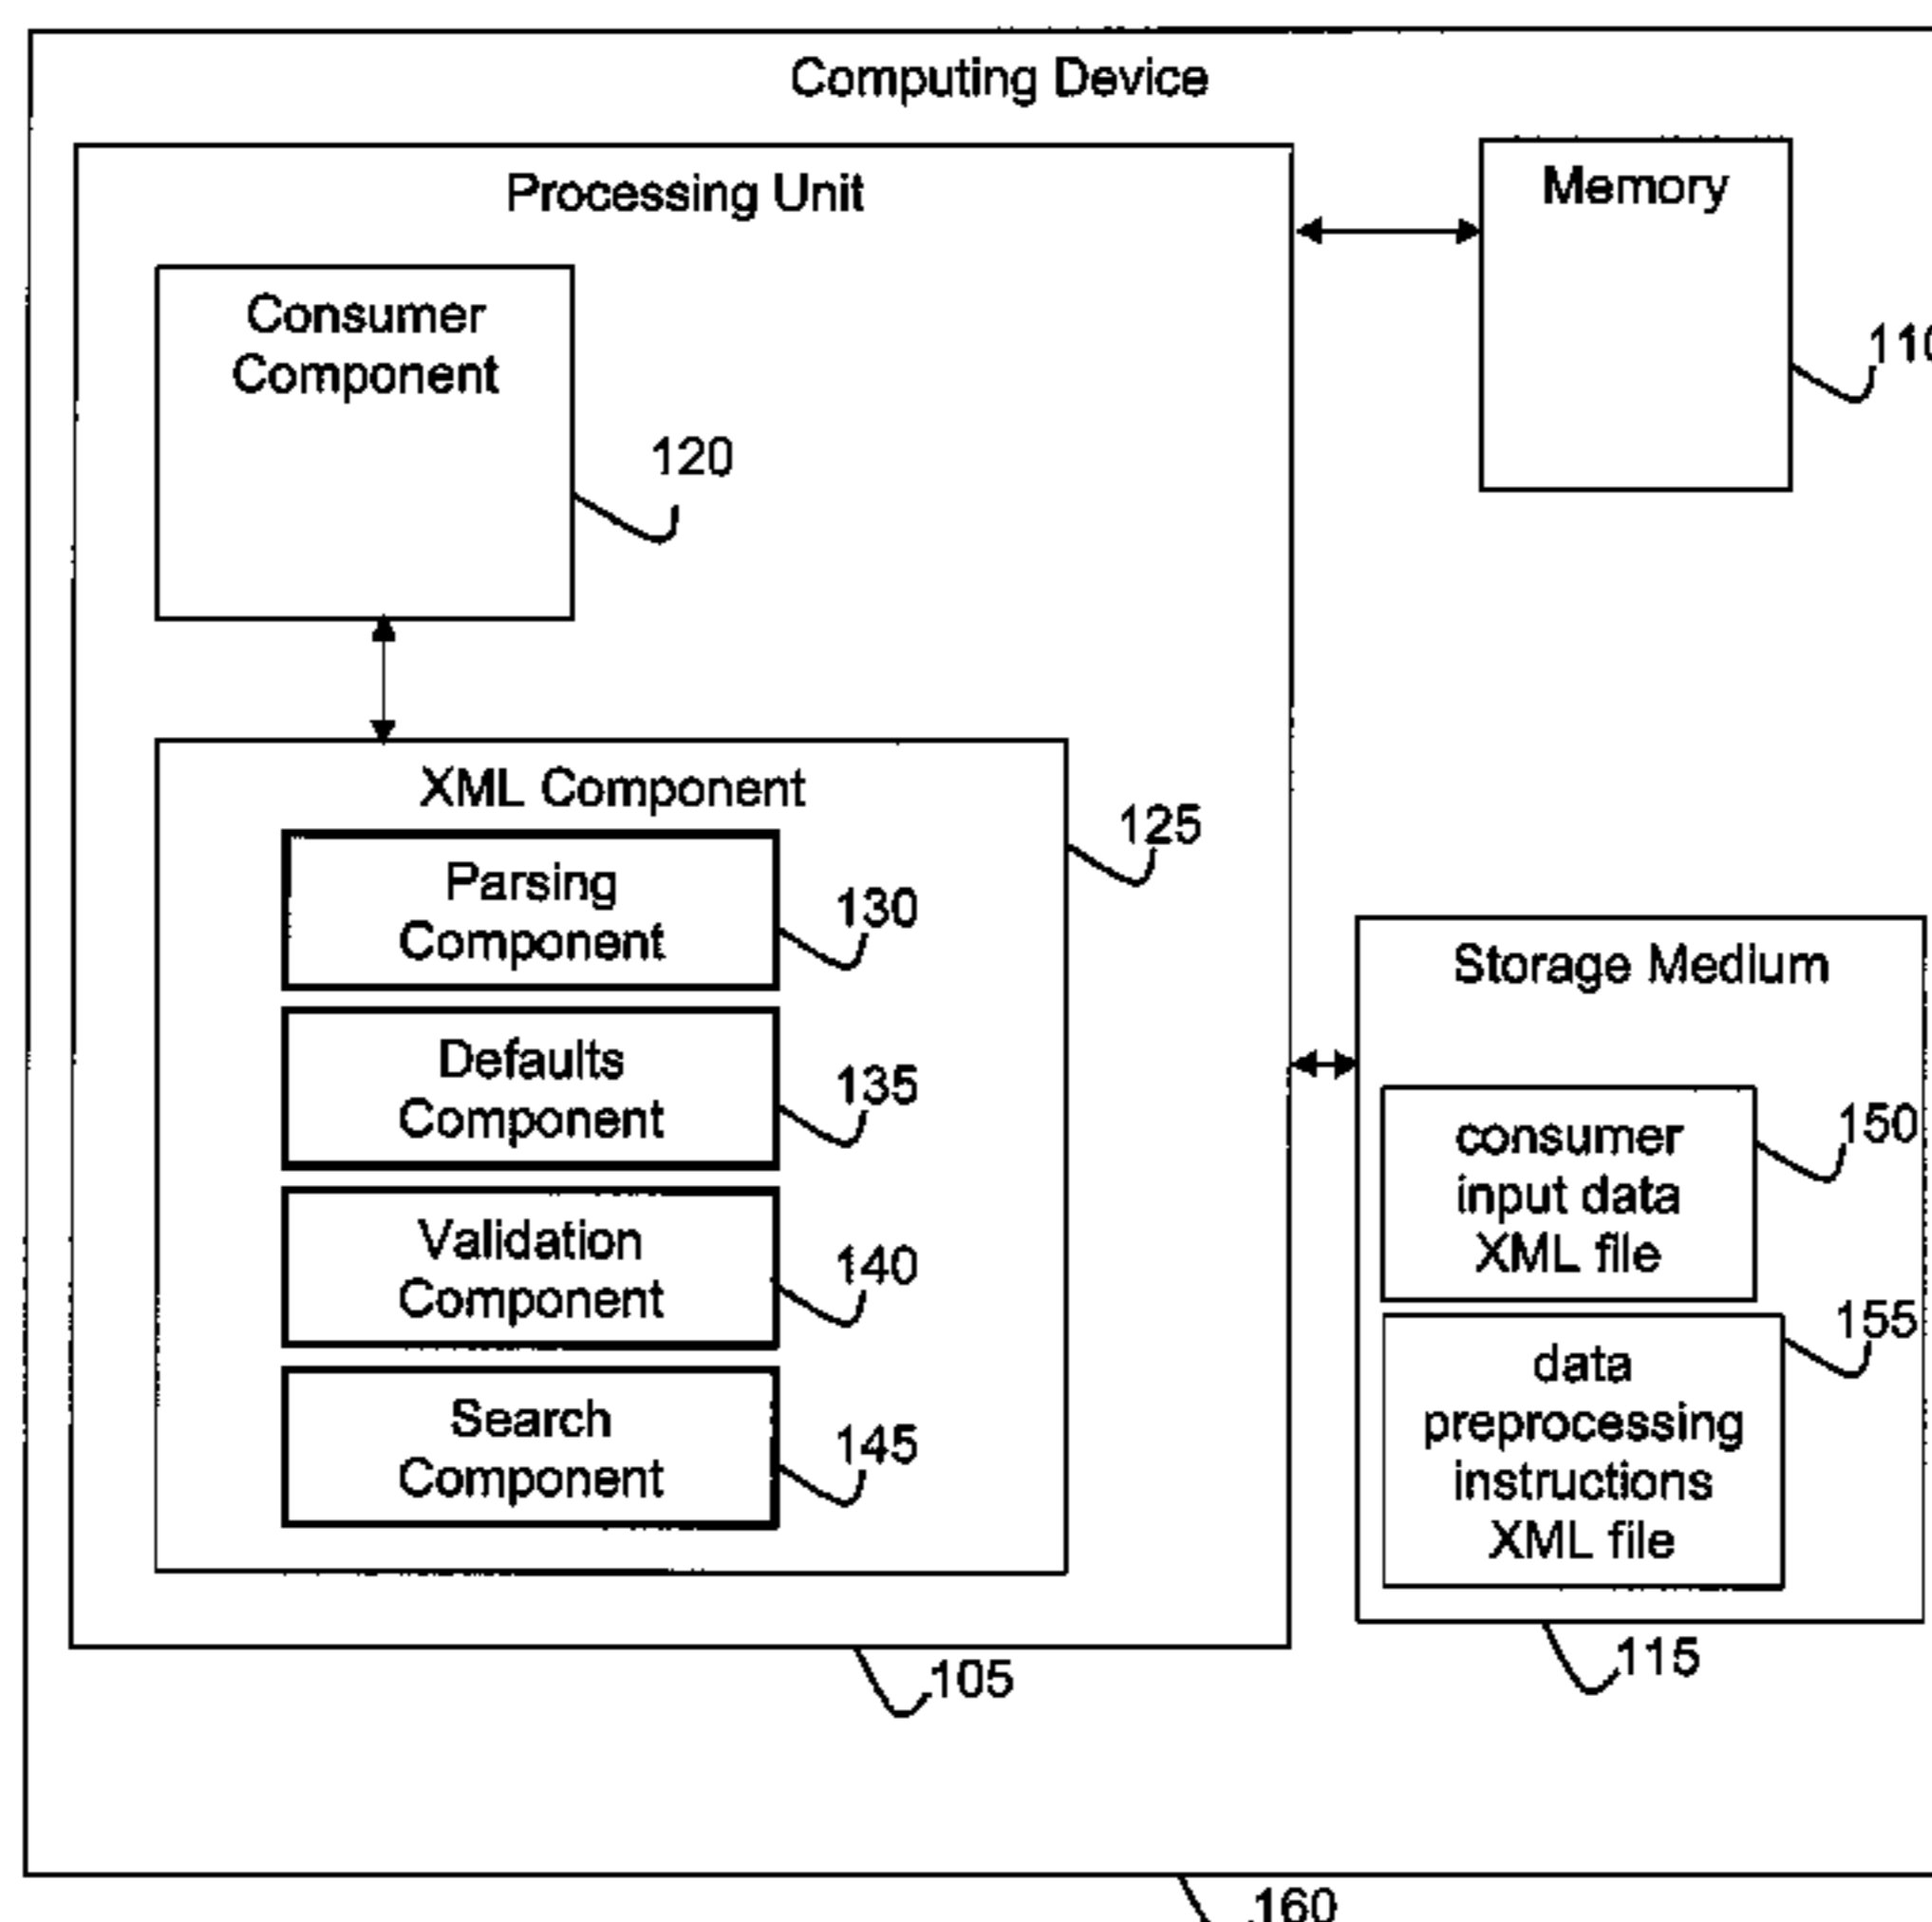 Computing Device
Processing Unit
Memory
110
Consumer
Component
120
XML Component
125
Parsing
Component
130
Defaults
Component
135
Validation
Component
140
Search
Component
145
Storage Medium
consumer
input data
XML file
150
data
preprocessing
instructions
XML file
155
115
105
160